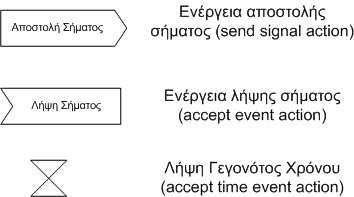 Αποστολή Σήματος
Ενέργεια αποστολής
σήματος (send signal action)
Λήψη Σήματος
Ενέργεια λήψης σήματος
(accept event action)
Λήψη Γεγονότος Χρόνου
(accept time event action)